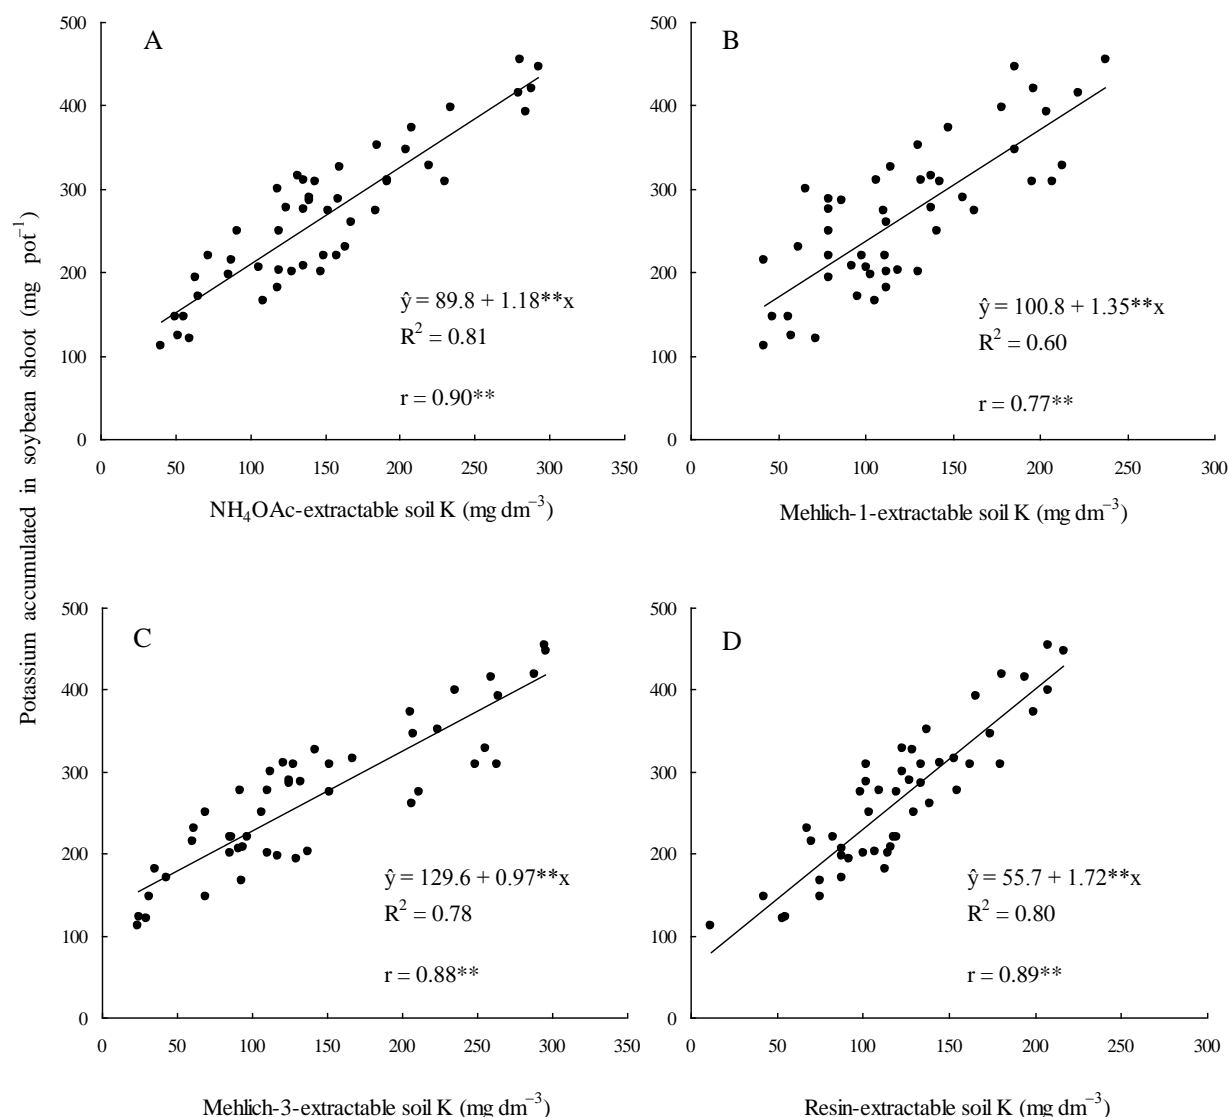 Potassium accumulated in soybean shoot (mg pot⁻¹)
A
500
400
300
200
100
0
0 50 100 150 200 250 300 350
ŷ = 89.8 + 1.18**x
R² = 0.81
r = 0.90**
NH₄OAc-extractable soil K (mg dm⁻³)
B
500
400
300
200
100
0
0 50 100 150 200 250 300
ŷ = 100.8 + 1.35**x
R² = 0.60
r = 0.77**
Mehlich-1-extractable soil K (mg dm⁻³)
C
500
400
300
200
100
0
0 50 100 150 200 250 300 350
ŷ = 129.6 + 0.97**x
R² = 0.78
r = 0.88**
Mehlich-3-extractable soil K (mg dm⁻³)
D
500
400
300
200
100
0
0 50 100 150 200 250 300
ŷ = 55.7 + 1.72**x
R² = 0.80
r = 0.89**
Resin-extractable soil K (mg dm⁻³)